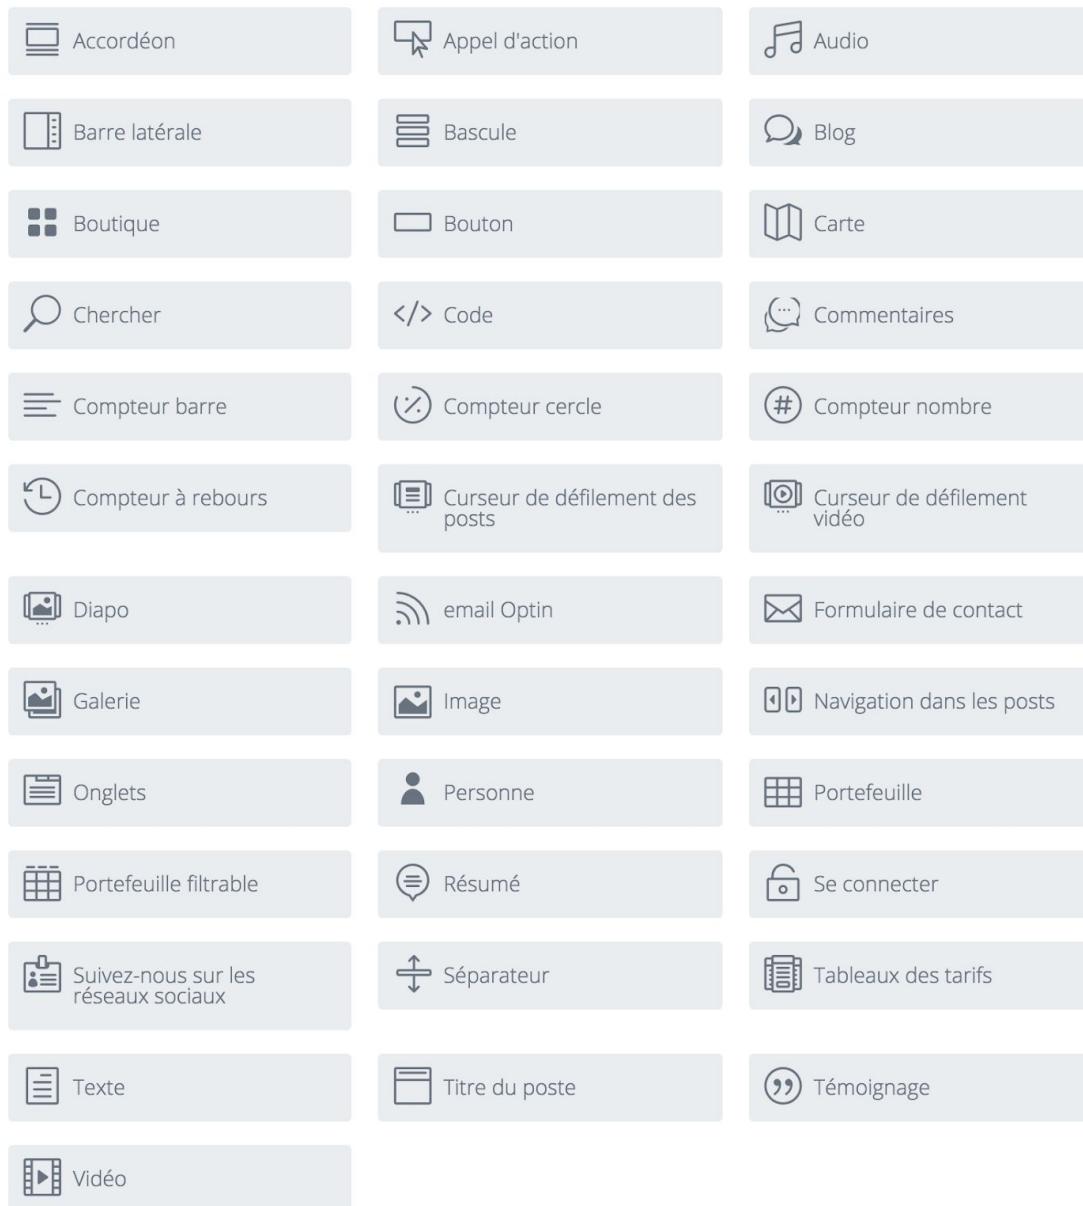 Accordéon
Appel d'action
Audio
Barre latérale
Bascule
Blog
Boutique
Bouton
Carte
Chercher
Code
Commentaires
Compteur barre
Compteur cercle
Compteur nombre
Compteur à rebours
Curseur de défilement des
posts
Curseur de défilement
vidéo
Diapo
email Optin
Formulaire de contact
Galerie
Image
Navigation dans les posts
Onglets
Personne
Portefeuille
Portefeuille filtrable
Résumé
Se connecter
Suivez-nous sur les
réseaux sociaux
Séparateur
Tableaux des tarifs
Texte
Titre du poste
Témoignage
Vidéo